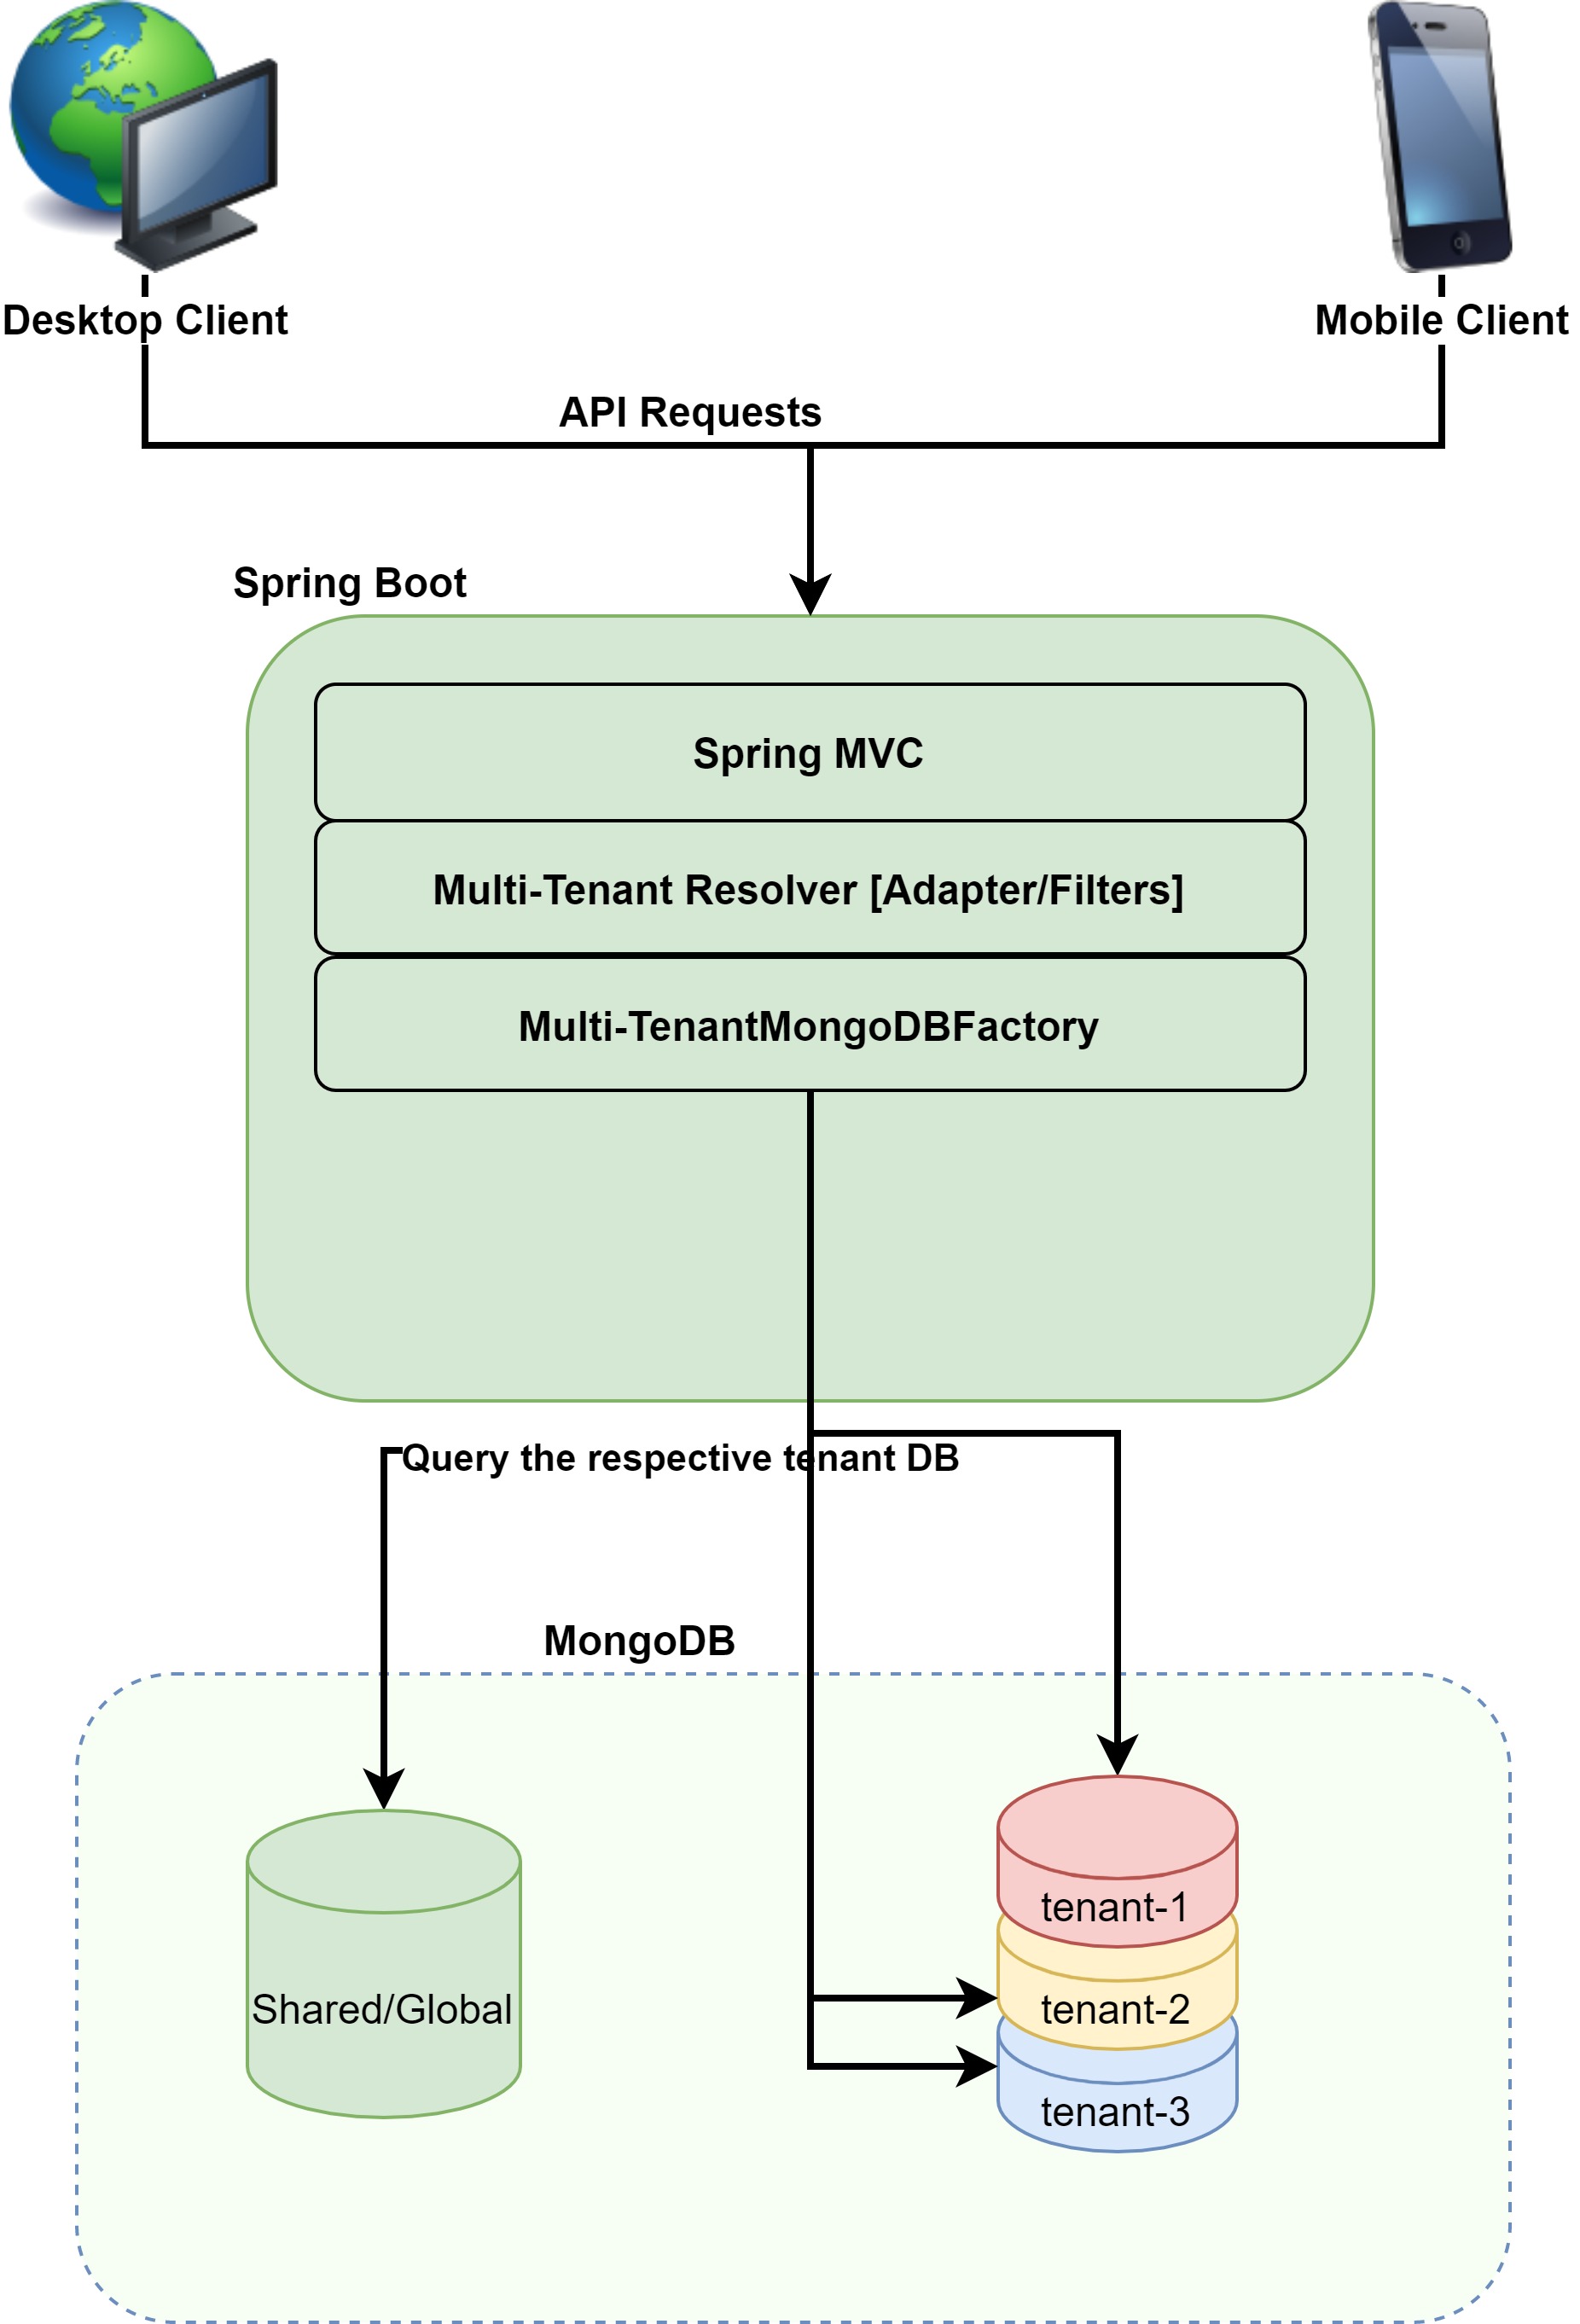 Desktop Client
Mobile Client
API Requests
Spring Boot
Spring MVC
Multi-Tenant Resolver [Adapter/Filters]
Multi-TenantMongoDBFactory
Query the respective tenant DB
MongoDB
tenant-1
Shared/Global
tenant-2
tenant-3